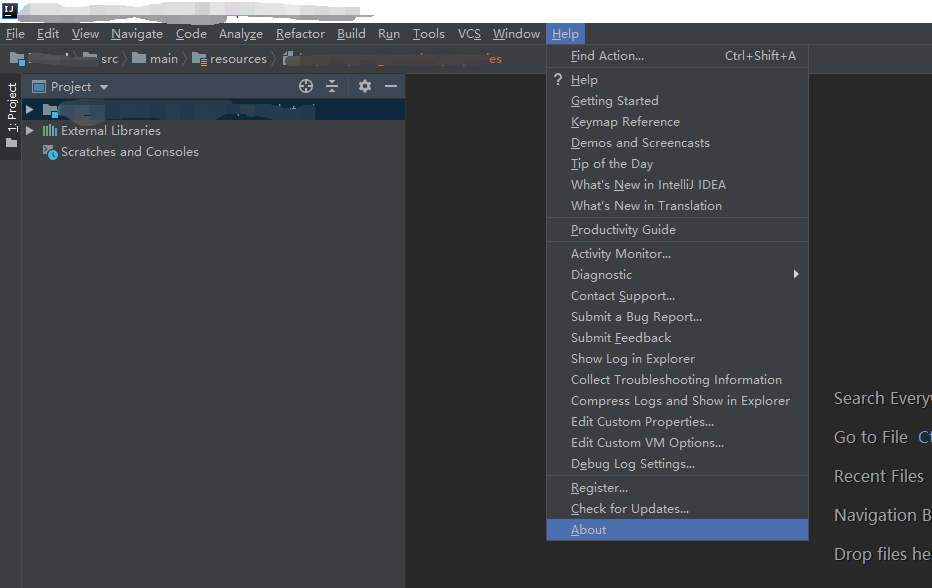 IJ
File Edit View Navigate Code Analyze Refactor Build Run Tools VCS Window Help
src main resources
1: Project
Project
External Libraries
Scratches and Consoles
Find Action... Ctrl+Shift+A
? Help
Getting Started
Keymap Reference
Demos and Screencasts
Tip of the Day
What's New in IntelliJ IDEA
What's New in Translation
Productivity Guide
Activity Monitor...
Diagnostic
Contact Support...
Submit a Bug Report...
Submit Feedback
Show Log in Explorer
Collect Troubleshooting Information
Compress Logs and Show in Explorer
Edit Custom Properties...
Edit Custom VM Options...
Debug Log Settings...
Register...
Check for Updates...
About
Search Everyw
Go to File Ct
Recent Files
Navigation B
Drop files he